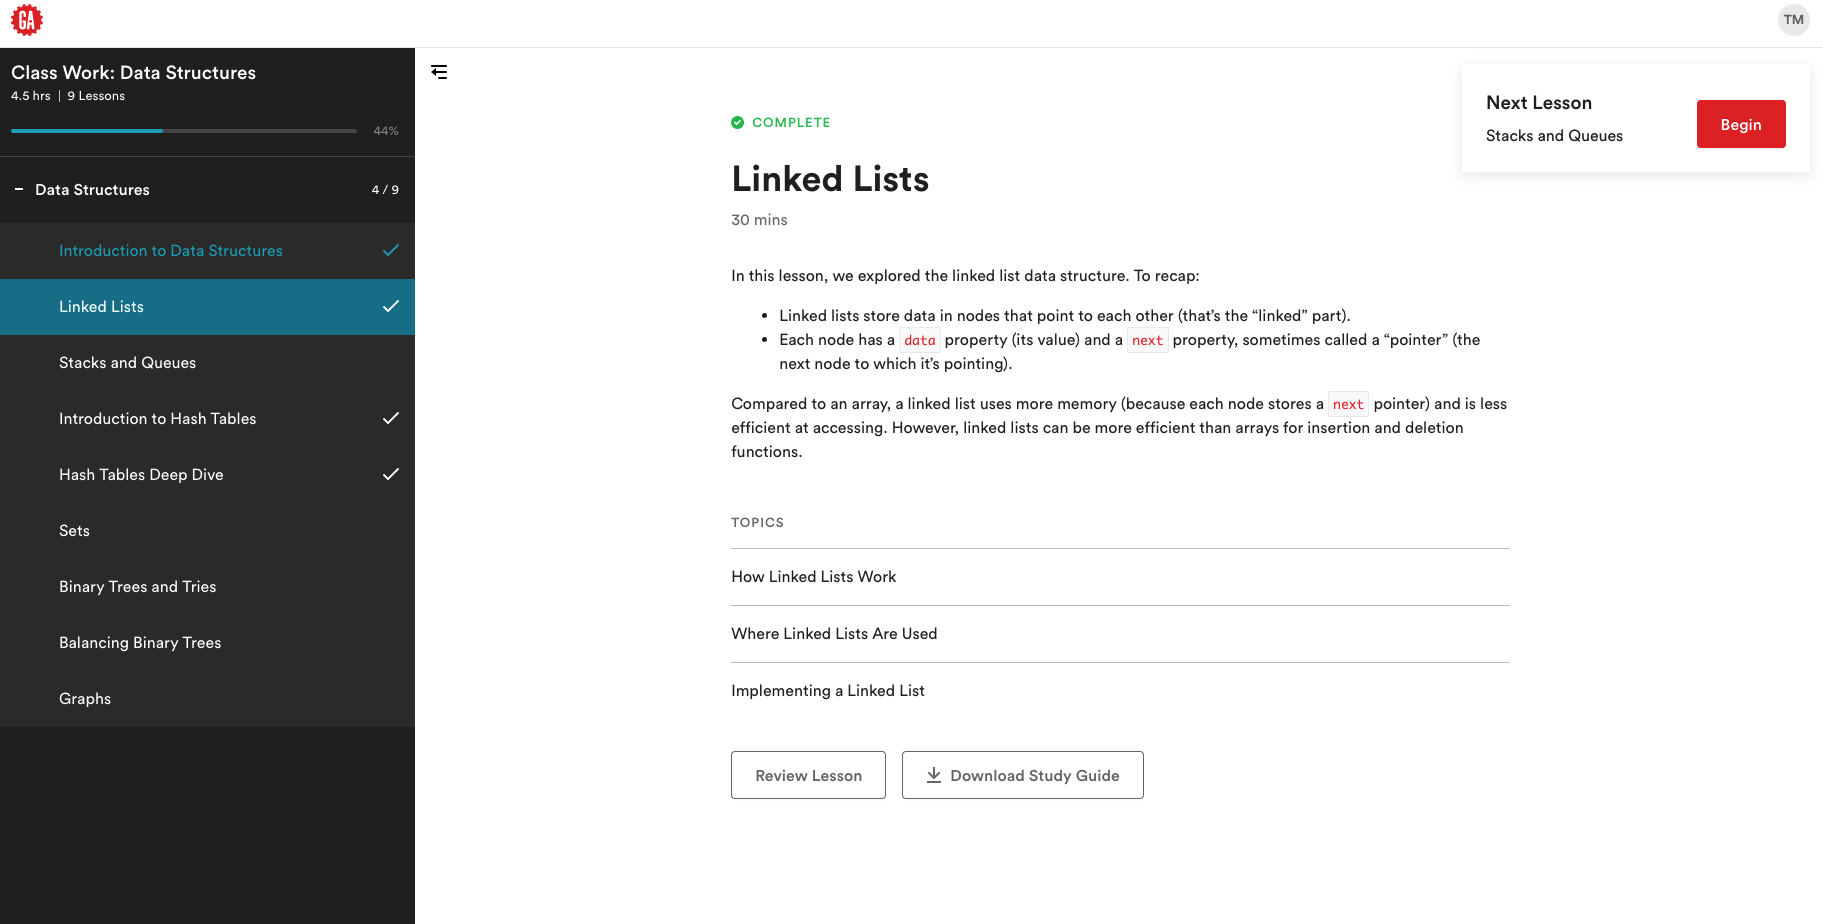 GA
TM
Class Work: Data Structures
4.5 hrs | 9 Lessons
44%
Data Structures 4 / 9
Introduction to Data Structures
Linked Lists
Stacks and Queues
Introduction to Hash Tables
Hash Tables Deep Dive
Sets
Binary Trees and Tries
Balancing Binary Trees
Graphs
COMPLETE
Linked Lists
30 mins
In this lesson, we explored the linked list data structure. To recap:
• Linked lists store data in nodes that point to each other (that’s the “linked” part).
• Each node has a data property (its value) and a next property, sometimes called a “pointer” (the
next node to which it’s pointing).
Compared to an array, a linked list uses more memory (because each node stores a next pointer) and is less
efficient at accessing. However, linked lists can be more efficient than arrays for insertion and deletion
functions.
TOPICS
How Linked Lists Work
Where Linked Lists Are Used
Implementing a Linked List
Review Lesson
Download Study Guide
Next Lesson
Stacks and Queues
Begin